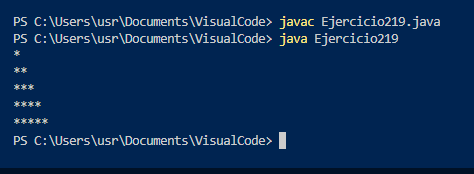 PS C:\Users\usr\Documents\VisualCode> javac Ejercicio219.java
PS C:\Users\usr\Documents\VisualCode> java Ejercicio219
*
**
***
****
*****
PS C:\Users\usr\Documents\VisualCode>